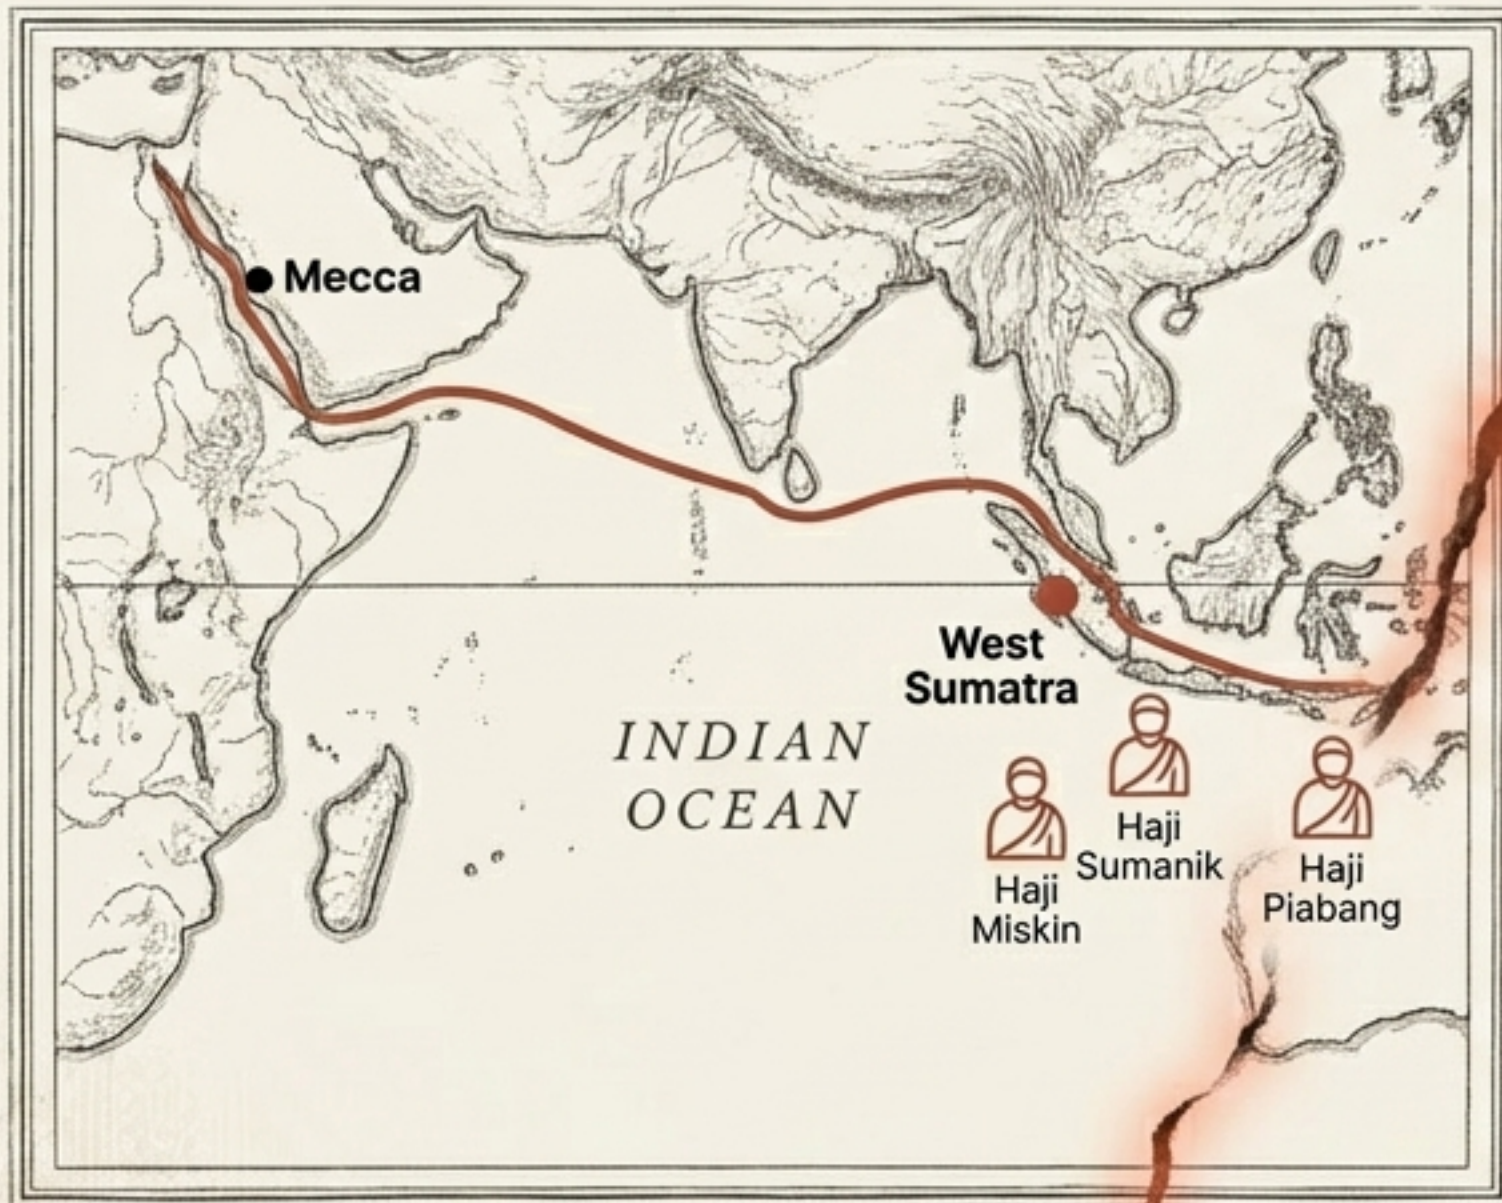 Mecca
West
Sumatra
INDIAN
OCEAN
Haji
Sumanik
Haji
Miskin
Haji
Piabang